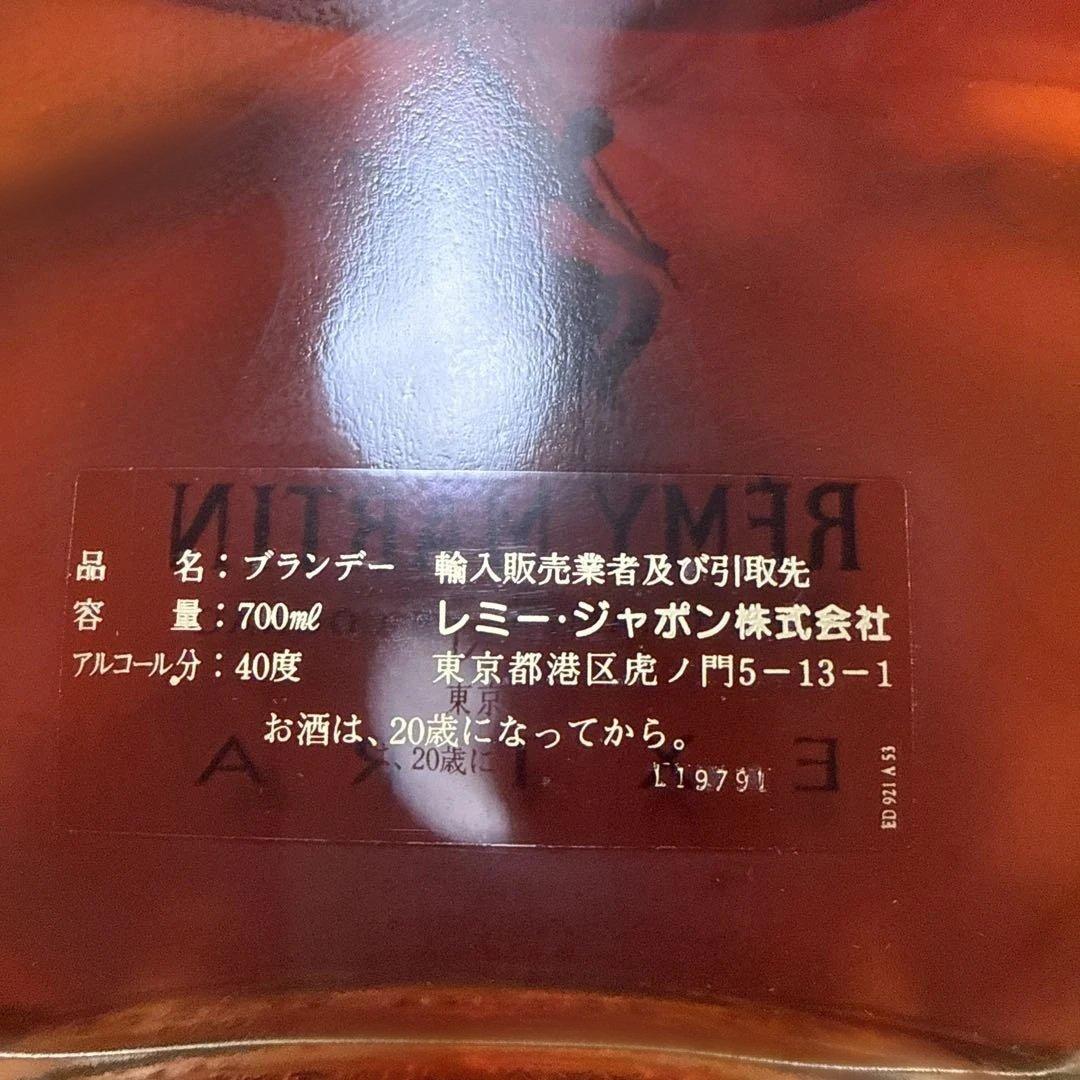 RÉMY MARTIN
品 名：ブランデー 輸入販売業者及び引取先
容 量：700㎖ レミー・ジャポン株式会社
アルコール分：40度 東京都港区虎ノ門5-13-1
お酒は、20歳になってから。
EXTRA
L19791
ED 921 A 53